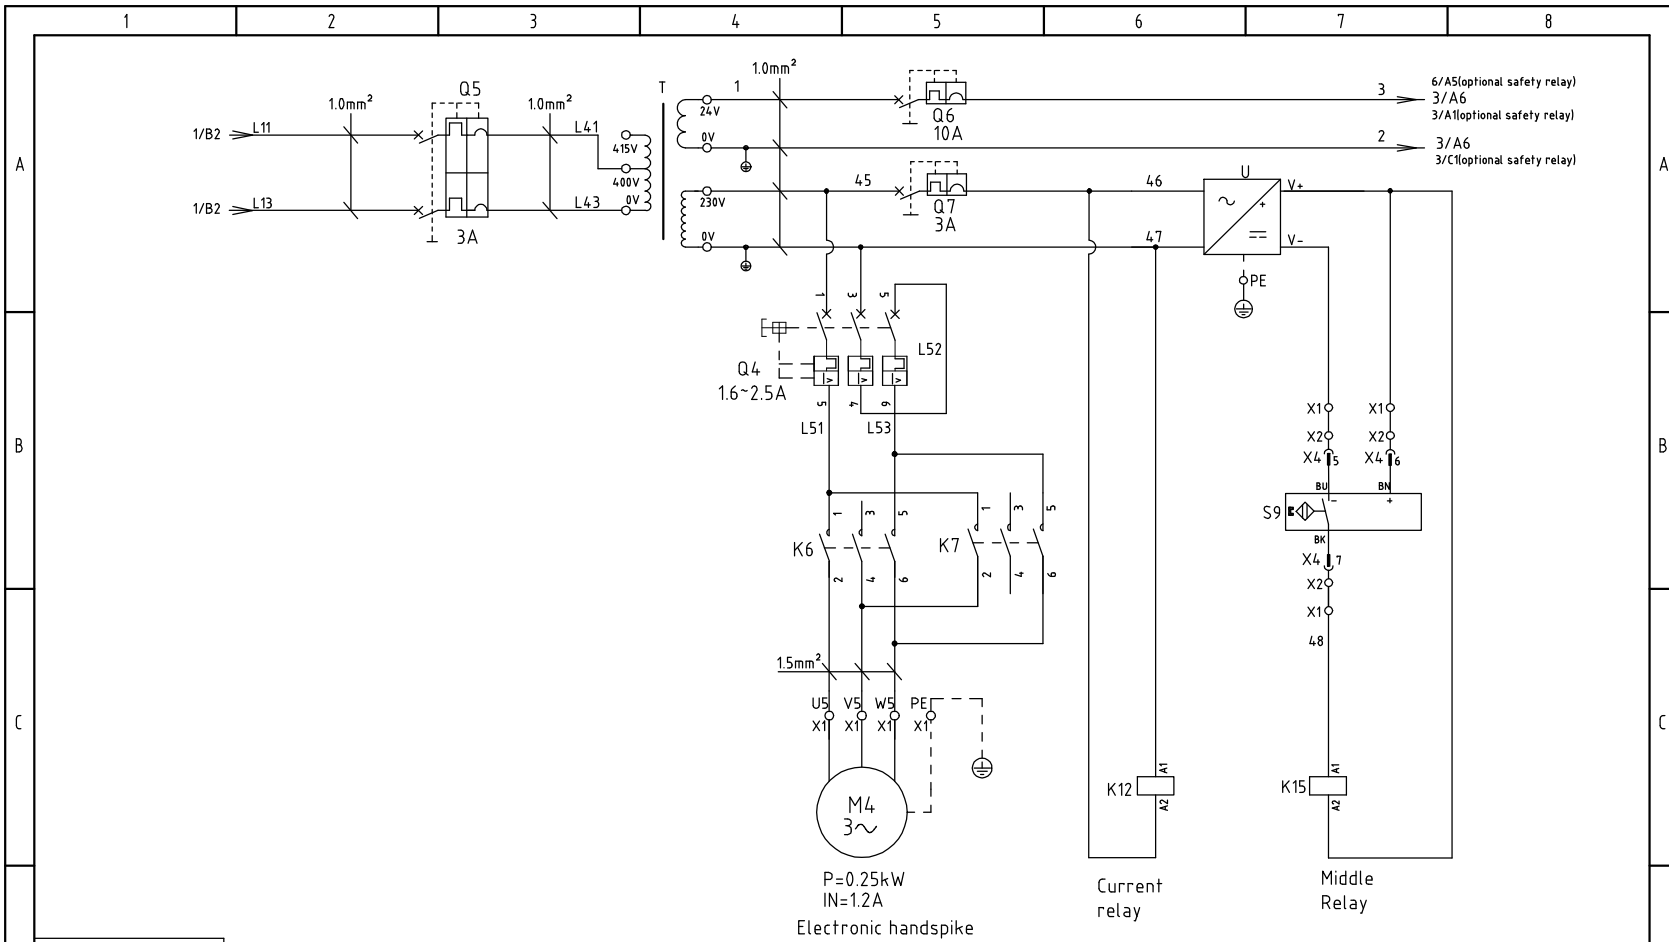 1 2 3 4 5 6 7 8
A
A
B
B
C
C
1/B2 L11
1.0mm²
Q5
1.0mm²
L41
1/B2 L13
3A
L43
T
415V
400V
0V
1
1.0mm²
24V
0V
Q6
10A
3
6/A5(optional safety relay)
3/A6
3/A1(optional safety relay)
2
3/A6
3/C1(optional safety relay)
230V
0V
45
Q7
3A
46
47
U
~
+
V+
V-
PE
1 3 5
L52
Q4
1.6~2.5A
I> I> I>
5 4 6
L51
L53
X1 X1
X2 X2
X4 5 X4 6
BU BN
S9
- +
BK
X4 7
X2
X1
48
K6
1 3 5
2 4 6
K7
1 3 5
2 4 6
1.5mm²
U5 V5 W5 PE
X1 X1 X1 X1
M4
3~
P=0.25kW
IN=1.2A
Electronic handspike
K12
A1
A2
Current
relay
K15
A1
A2
Middle
Relay